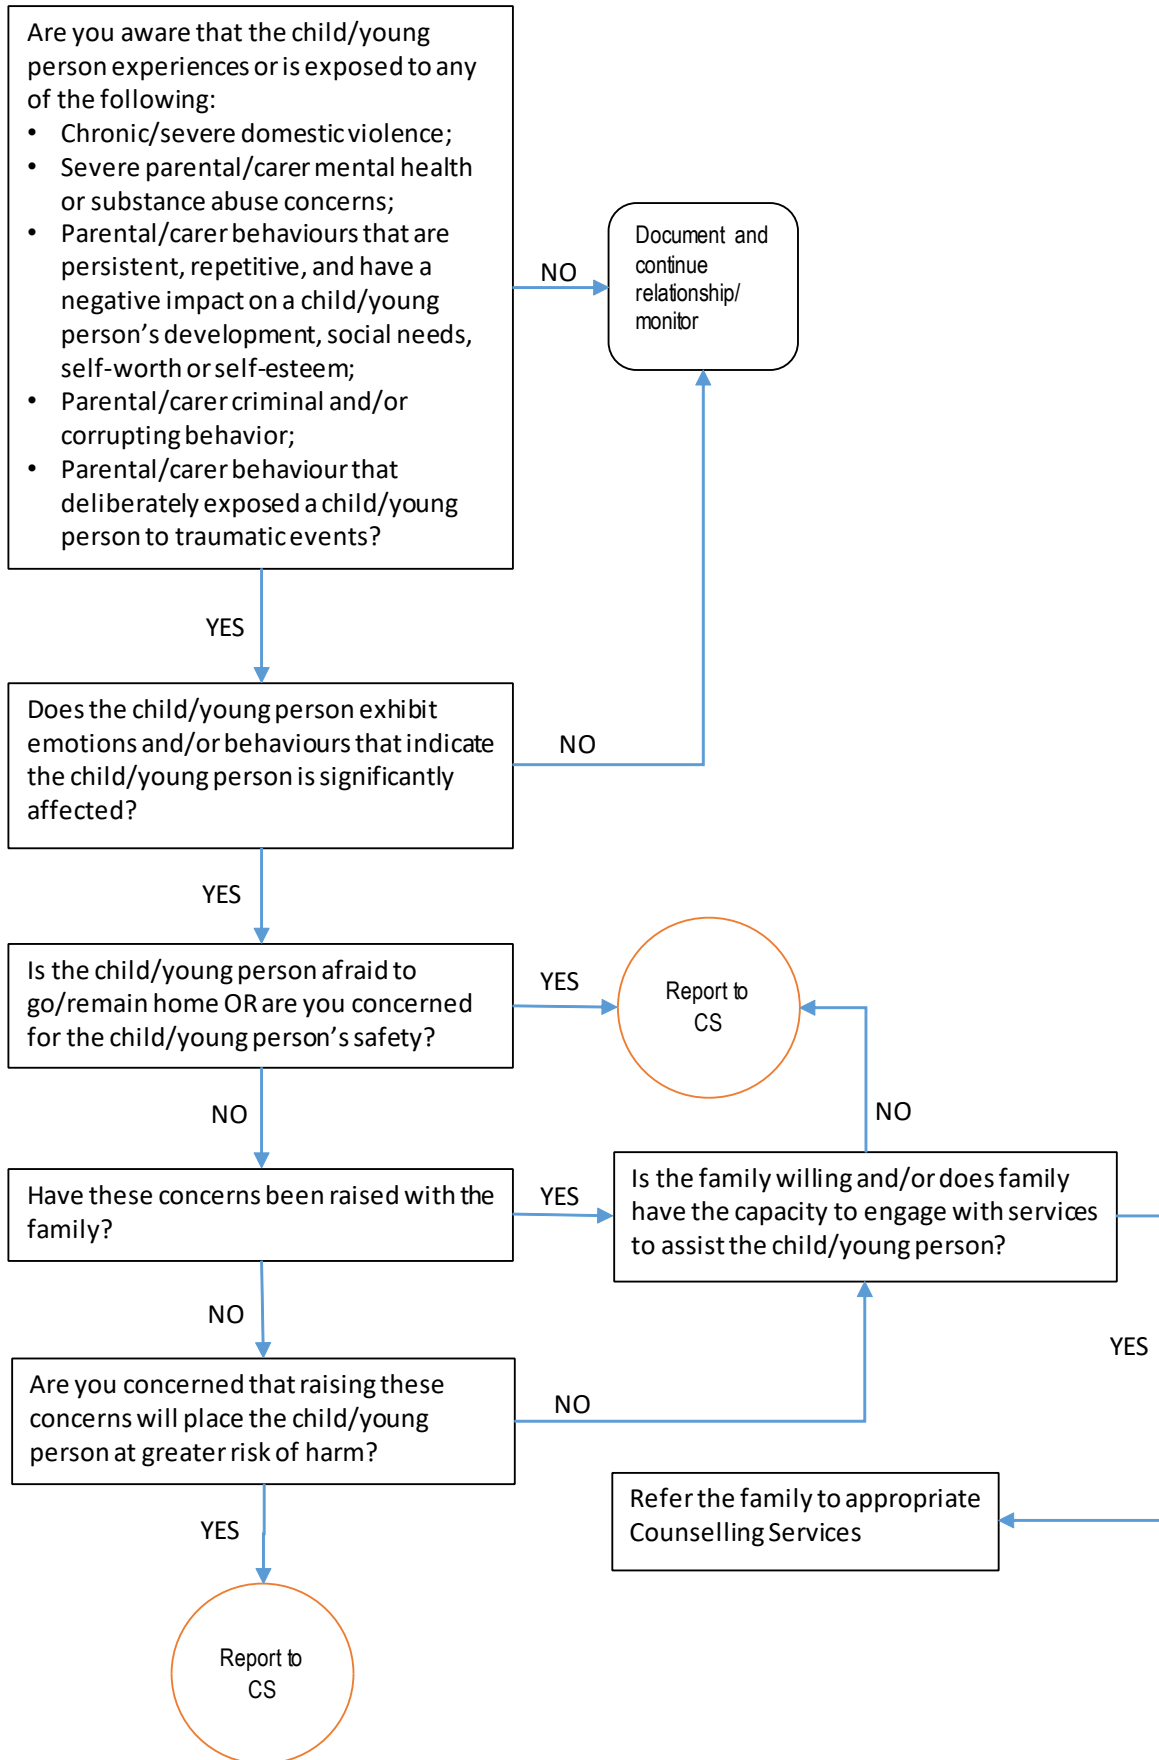 Are you aware that the child/young
person experiences or is exposed to any
of the following:
• Chronic/severe domestic violence;
• Severe parental/carer mental health
or substance abuse concerns;
• Parental/carer behaviours that are
persistent, repetitive, and have a
negative impact on a child/young
person's development, social needs,
self-worth or self-esteem;
• Parental/carer criminal and/or
corrupting behavior;
• Parental/carer behaviour that
deliberately exposed a child/young
person to traumatic events?
NO
Document and
continue
relationship/
monitor
YES
Does the child/young person exhibit
emotions and/or behaviours that indicate
the child/young person is significantly
affected?
NO
YES
Is the child/young person afraid to
go/remain home OR are you concerned
for the child/young person's safety?
YES
Report to
CS
NO
NO
Have these concerns been raised with the
family?
YES
Is the family willing and/or does family
have the capacity to engage with services
to assist the child/young person?
NO
YES
Are you concerned that raising these
concerns will place the child/young
person at greater risk of harm?
NO
Refer the family to appropriate
Counselling Services
YES
Report to
CS